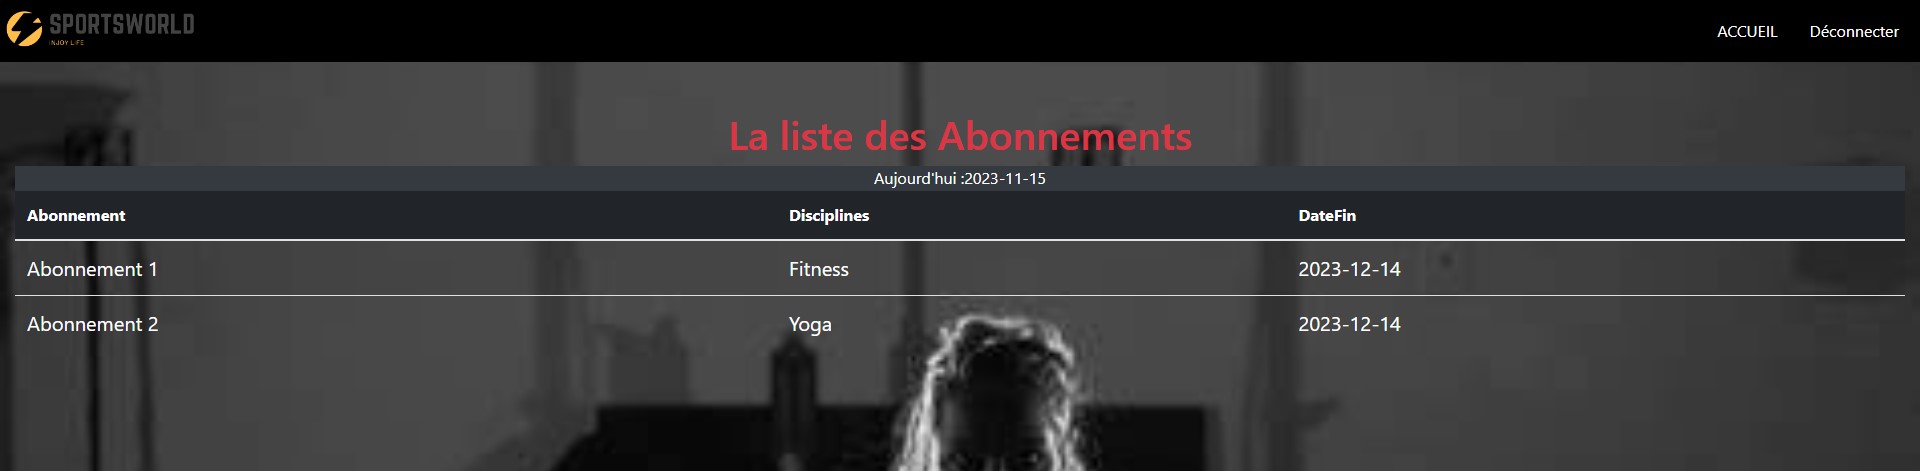 SPORTSWORLD
INJOY LIFE
ACCUEIL Déconnecter
La liste des Abonnements
Aujourd'hui :2023-11-15
Abonnement Disciplines DateFin
Abonnement 1 Fitness 2023-12-14
Abonnement 2 Yoga 2023-12-14